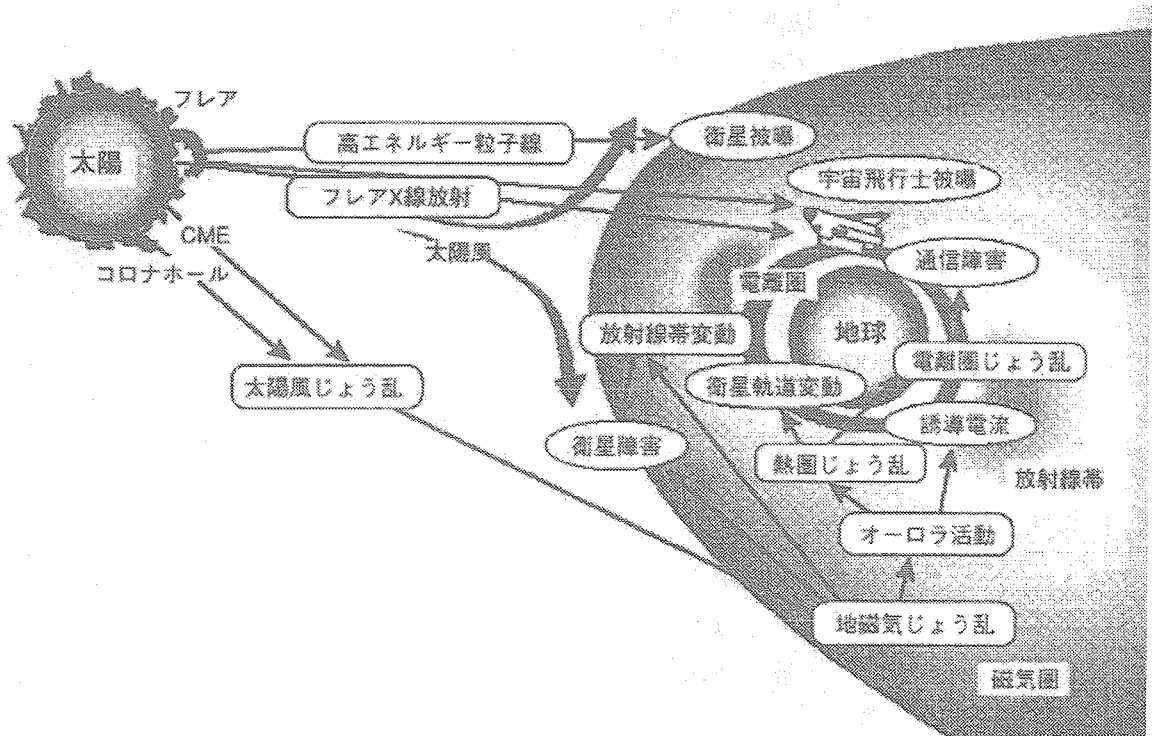 フレア
太陽
高エネルギー粒子線
衛星被曝
フレアX線放射
宇宙飛行士被曝
CME
コロナホール
太陽風
通信障害
電離圏
放射線帯変動
地球
電離圏じょう乱
太陽風じょう乱
衛星軌道変動
誘導電流
衛星障害
熱圏じょう乱
放射線帯
オーロラ活動
地磁気じょう乱
磁気圏